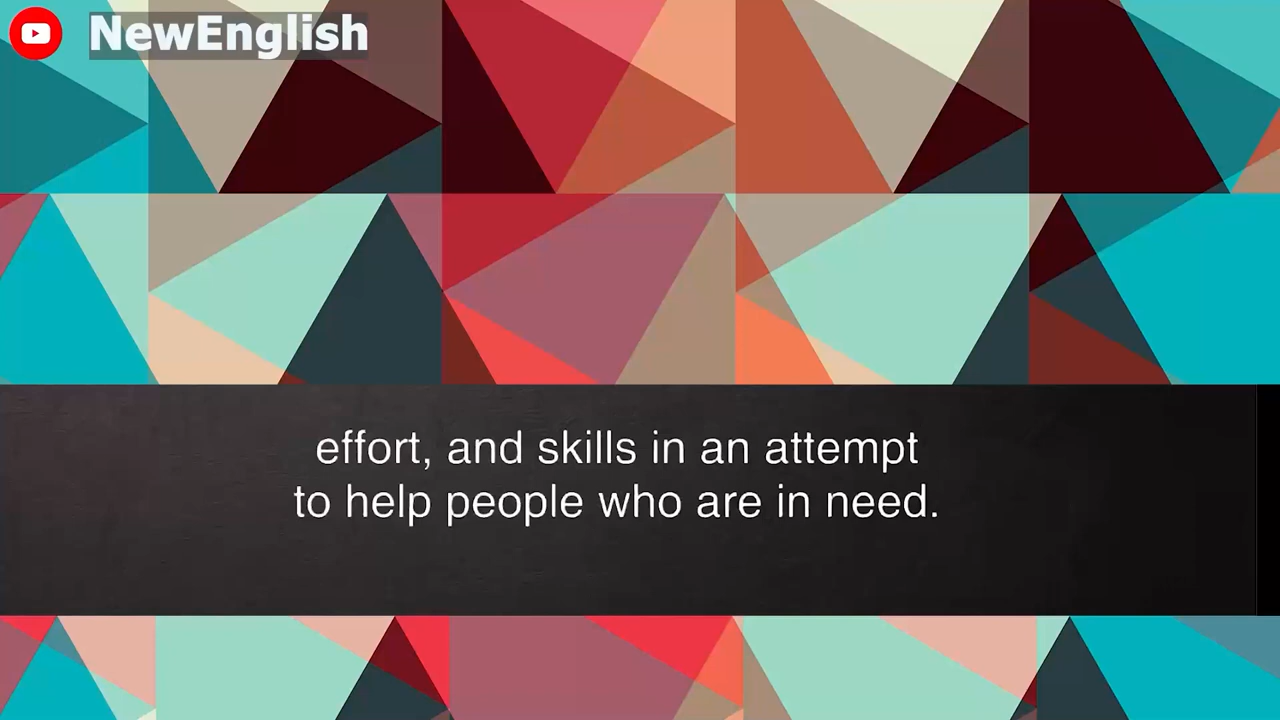 NewEnglish
effort, and skills in an attempt
to help people who are in need.